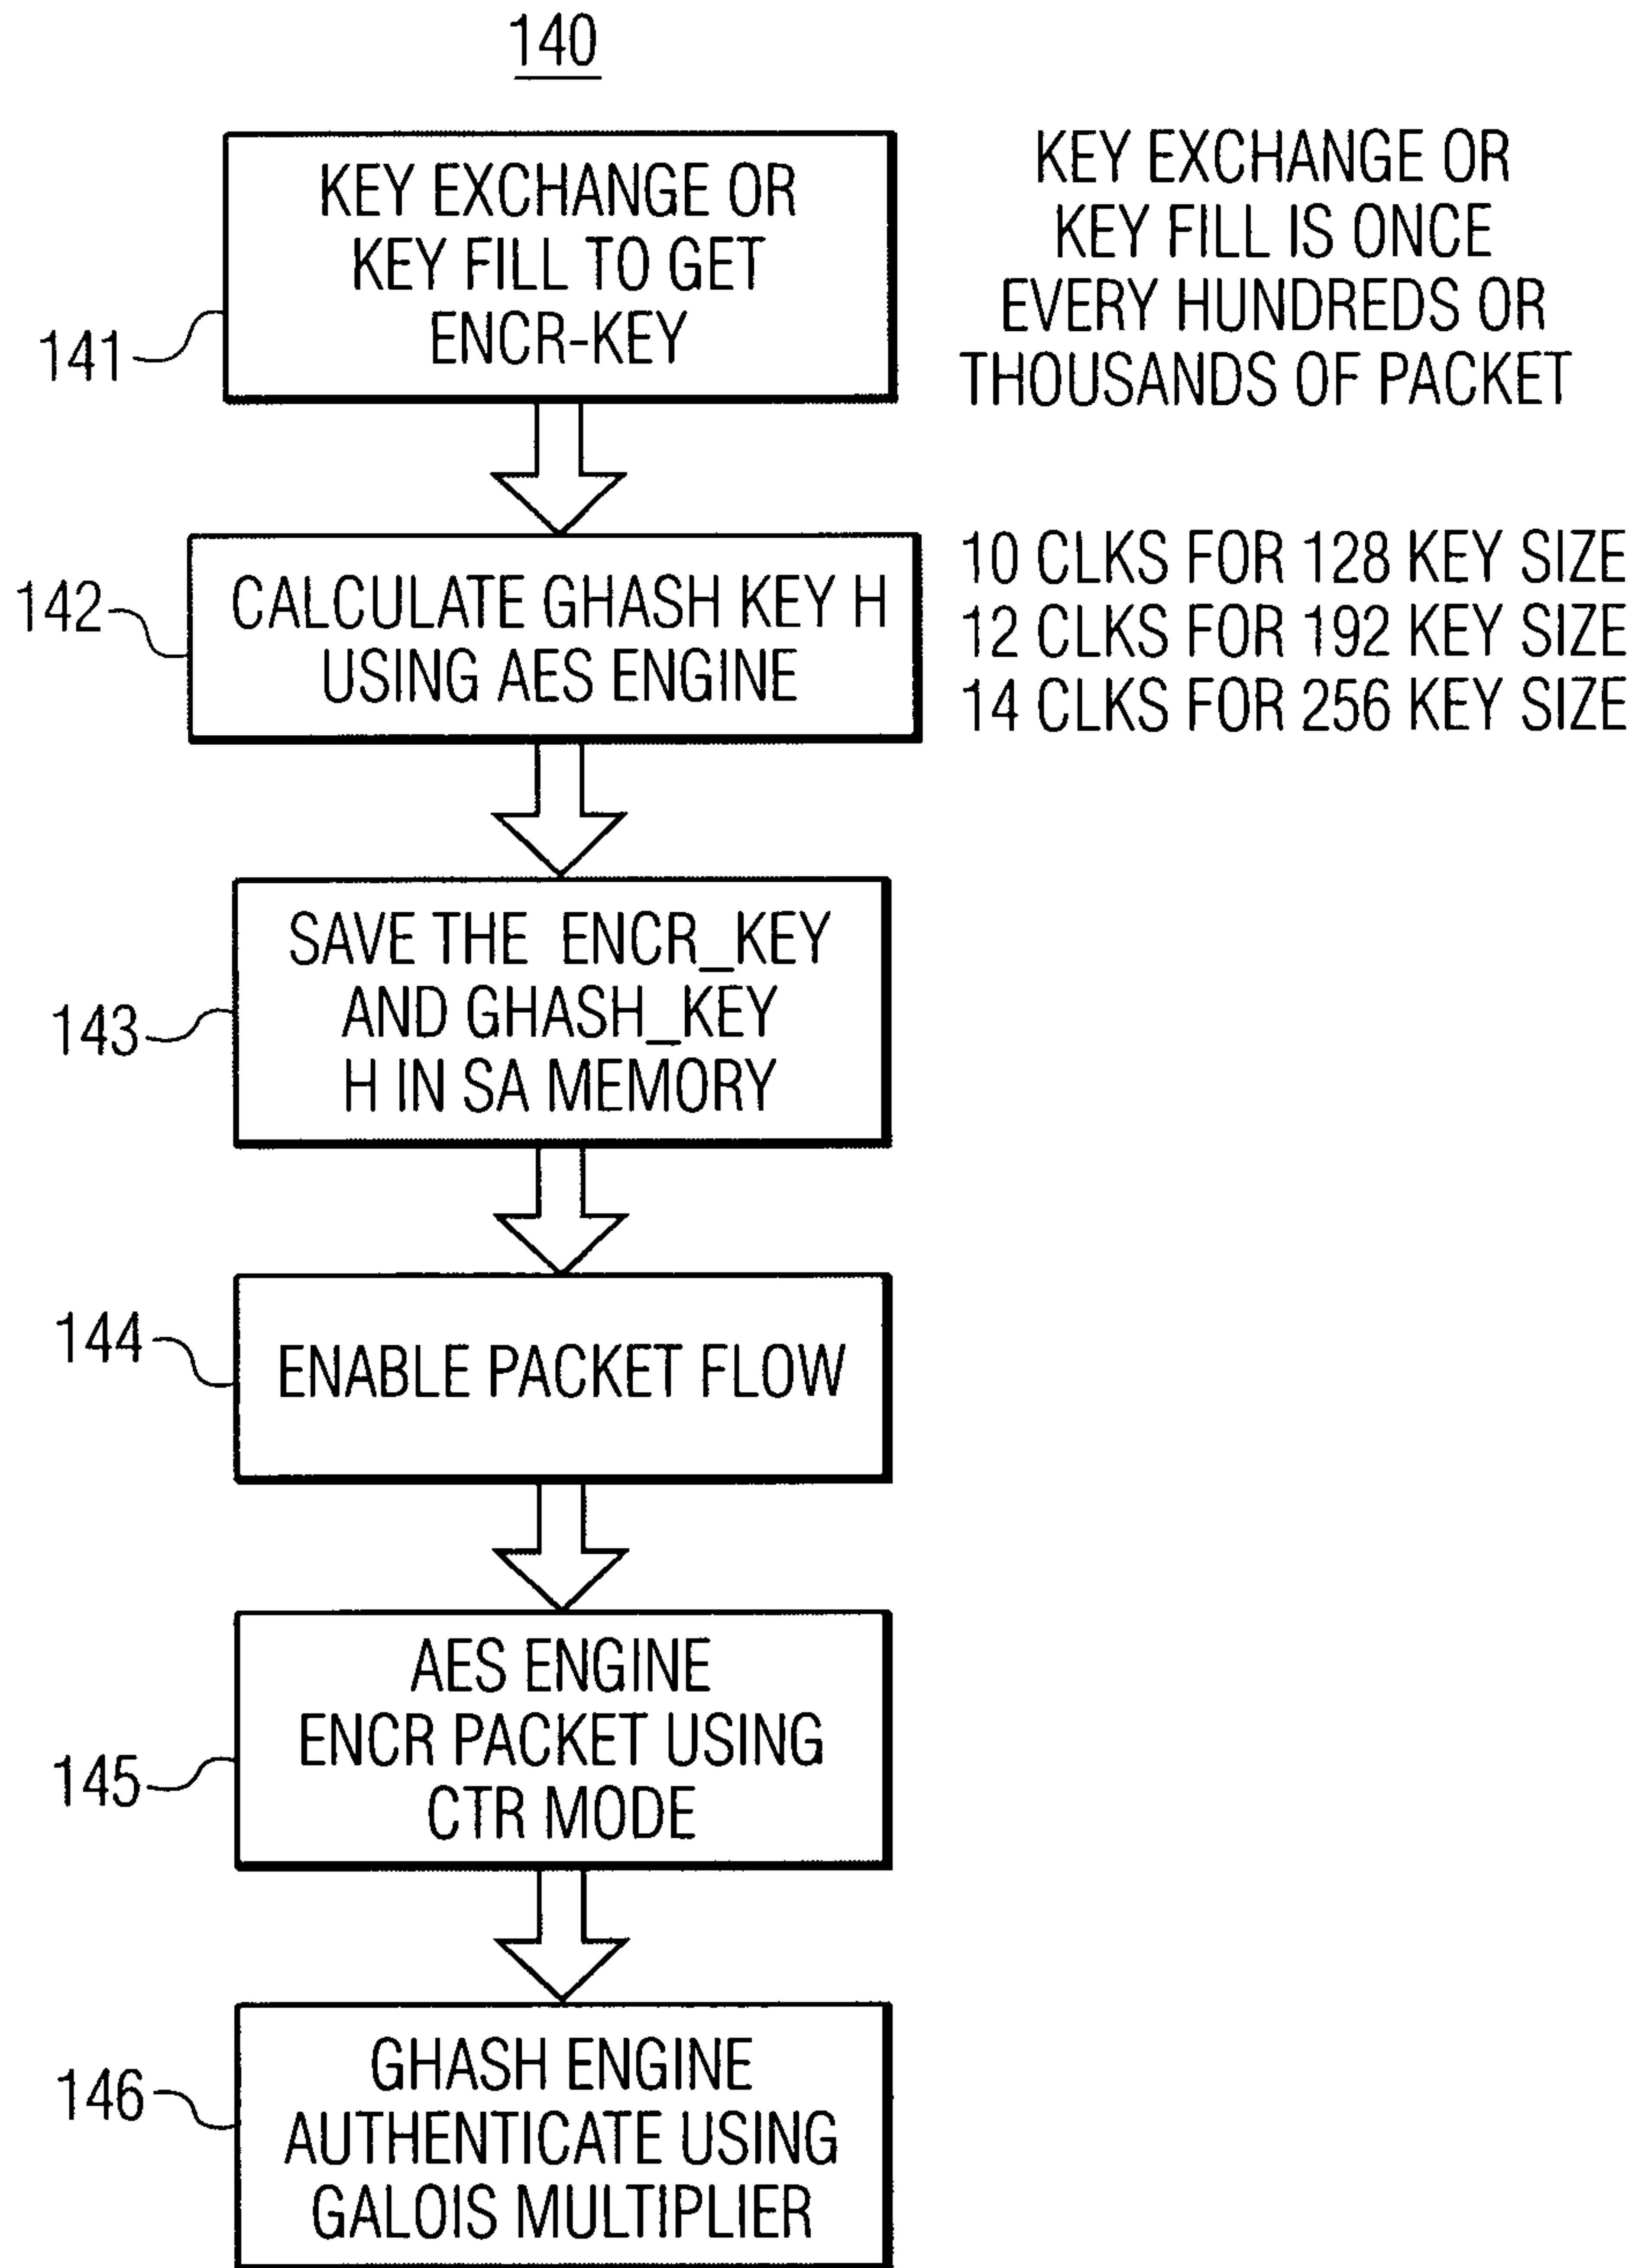 140
KEY EXCHANGE OR
KEY FILL TO GET
ENCR-KEY
141
KEY EXCHANGE OR
KEY FILL IS ONCE
EVERY HUNDREDS OR
THOUSANDS OF PACKET
CALCULATE GHASH KEY H
USING AES ENGINE
142
10 CLKS FOR 128 KEY SIZE
12 CLKS FOR 192 KEY SIZE
14 CLKS FOR 256 KEY SIZE
SAVE THE ENCR_KEY
AND GHASH_KEY
H IN SA MEMORY
143
ENABLE PACKET FLOW
144
AES ENGINE
ENCR PACKET USING
CTR MODE
145
GHASH ENGINE
AUTHENTICATE USING
GALOIS MULTIPLIER
146